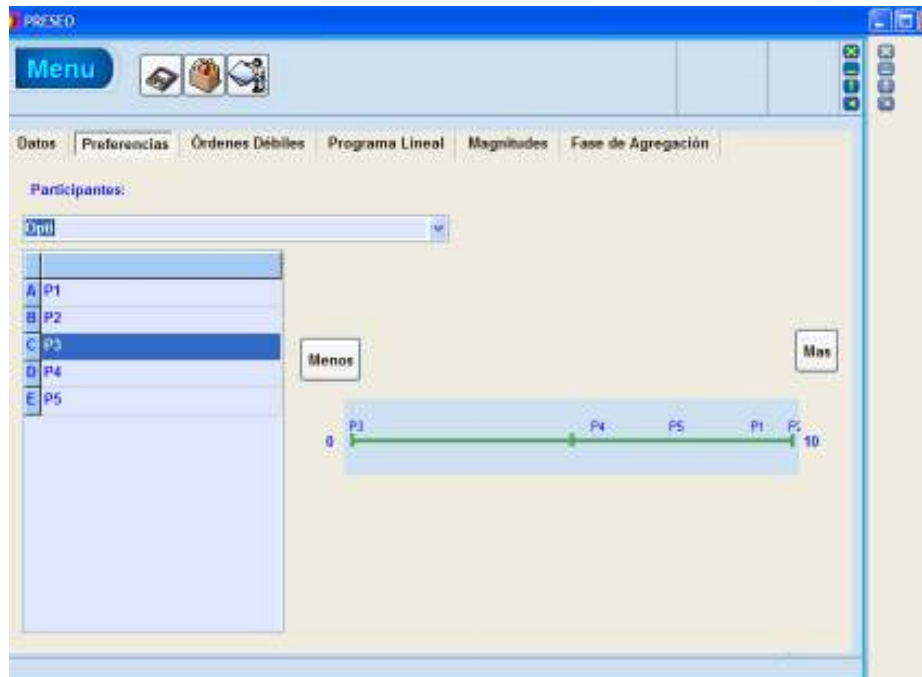 PRESEO
Menu
Datos Preferencias Órdenes Débiles Programa Lineal Magnitudes Fase de Agregación
Participantes:
Opti
A P1
B P2
C P3
D P4
E P5
Menos
Mas
P3 P4 P5 P1
0 10